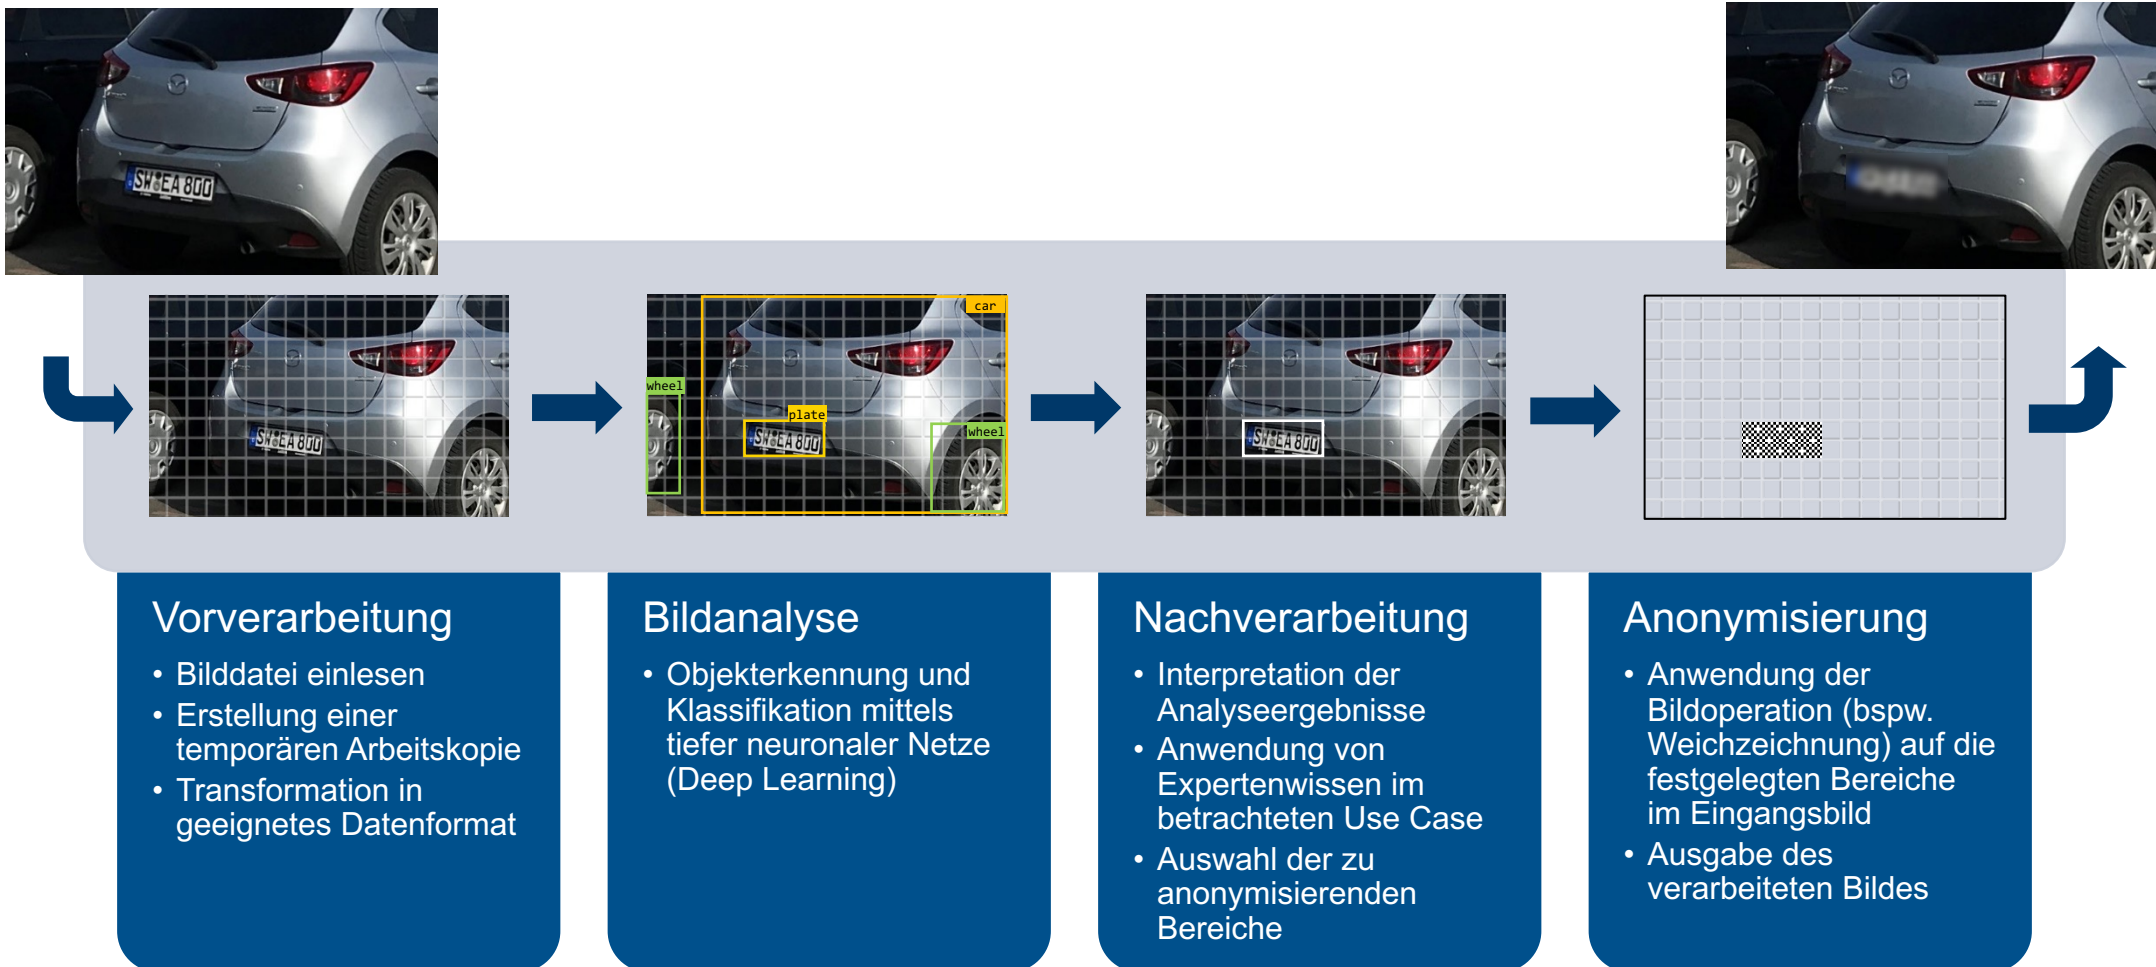 SW EA 800
SW EA 800
car
wheel
plate
SW EA 800
wheel
SW EA 800
Vorverarbeitung
• Bilddatei einlesen
• Erstellung einer
temporären Arbeitskopie
• Transformation in
geeignetes Datenformat
Bildanalyse
• Objekterkennung und
Klassifikation mittels
tiefer neuronaler Netze
(Deep Learning)
Nachverarbeitung
• Interpretation der
Analyseergebnisse
• Anwendung von
Expertenwissen im
betrachteten Use Case
• Auswahl der zu
anonymisierenden
Bereiche
Anonymisierung
• Anwendung der
Bildoperation (bspw.
Weichzeichnung) auf die
festgelegten Bereiche
im Eingangsbild
• Ausgabe des
verarbeiteten Bildes